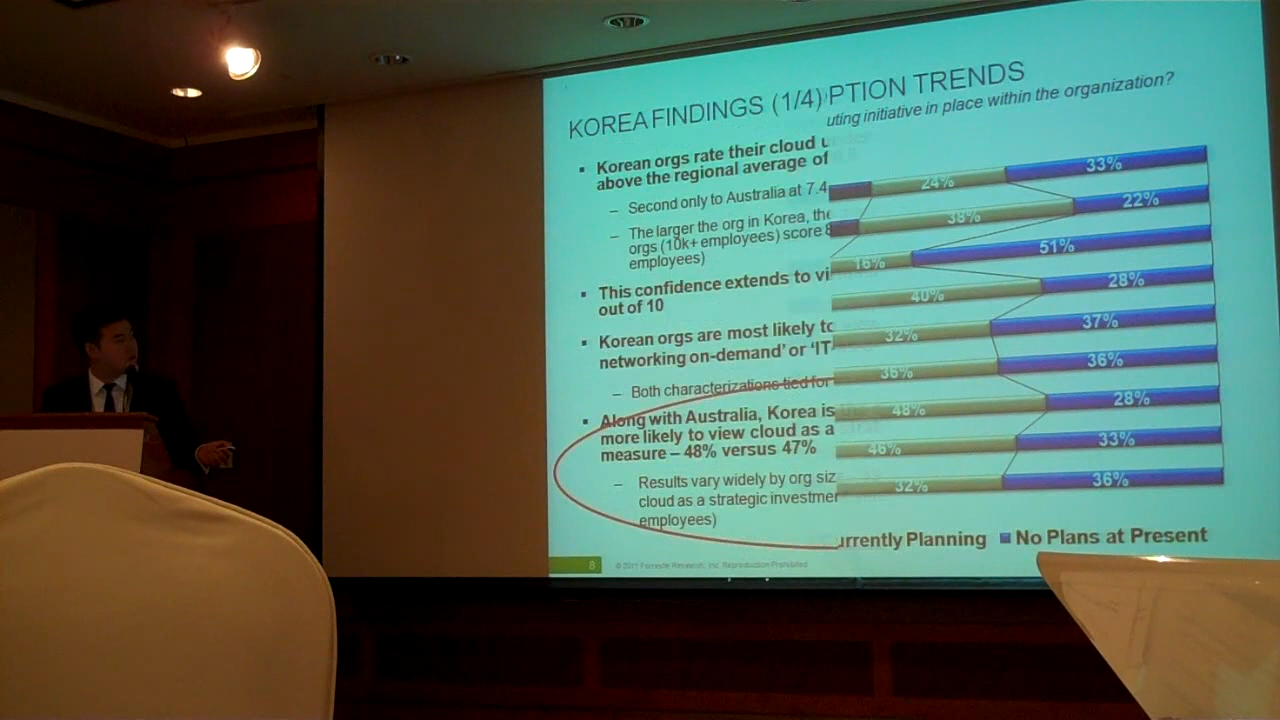 KOREA FINDINGS (1/4) PTION TRENDS
uting initiative in place within the organization?
Korean orgs rate their cloud u
above the regional average of
– Second only to Australia at 7.4
– The larger the org in Korea, the
orgs (10k+ employees) score 8
employees)
This confidence extends to vi
out of 10
Korean orgs are most likely to
networking on-demand' or 'IT
– Both characterizations tied for
Along with Australia, Korea is
more likely to view cloud as a
measure – 48% versus 47%
– Results vary widely by org siz
cloud as a strategic investmen
employees)
24% 33%
38% 22%
16% 51%
40% 28%
32% 37%
36% 36%
48% 28%
46% 33%
32% 36%
urrently Planning No Plans at Present
8 © 2011 Forrester Research, Inc. Reproduction Prohibited